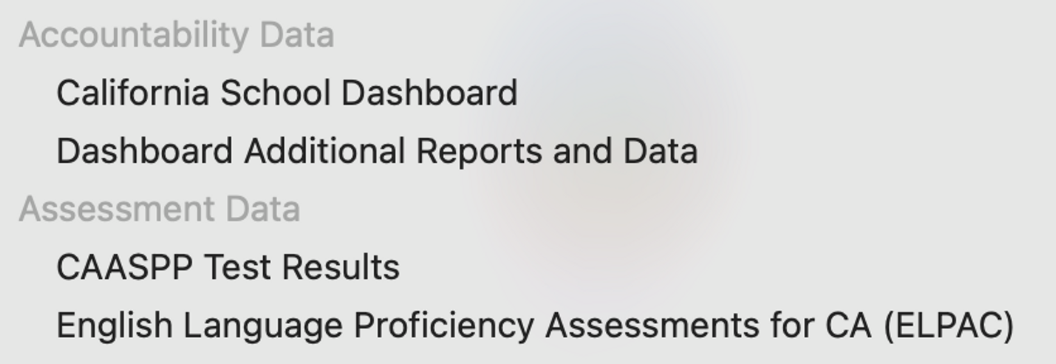 Accountability Data
California School Dashboard
Dashboard Additional Reports and Data
Assessment Data
CAASPP Test Results
English Language Proficiency Assessments for CA (ELPAC)